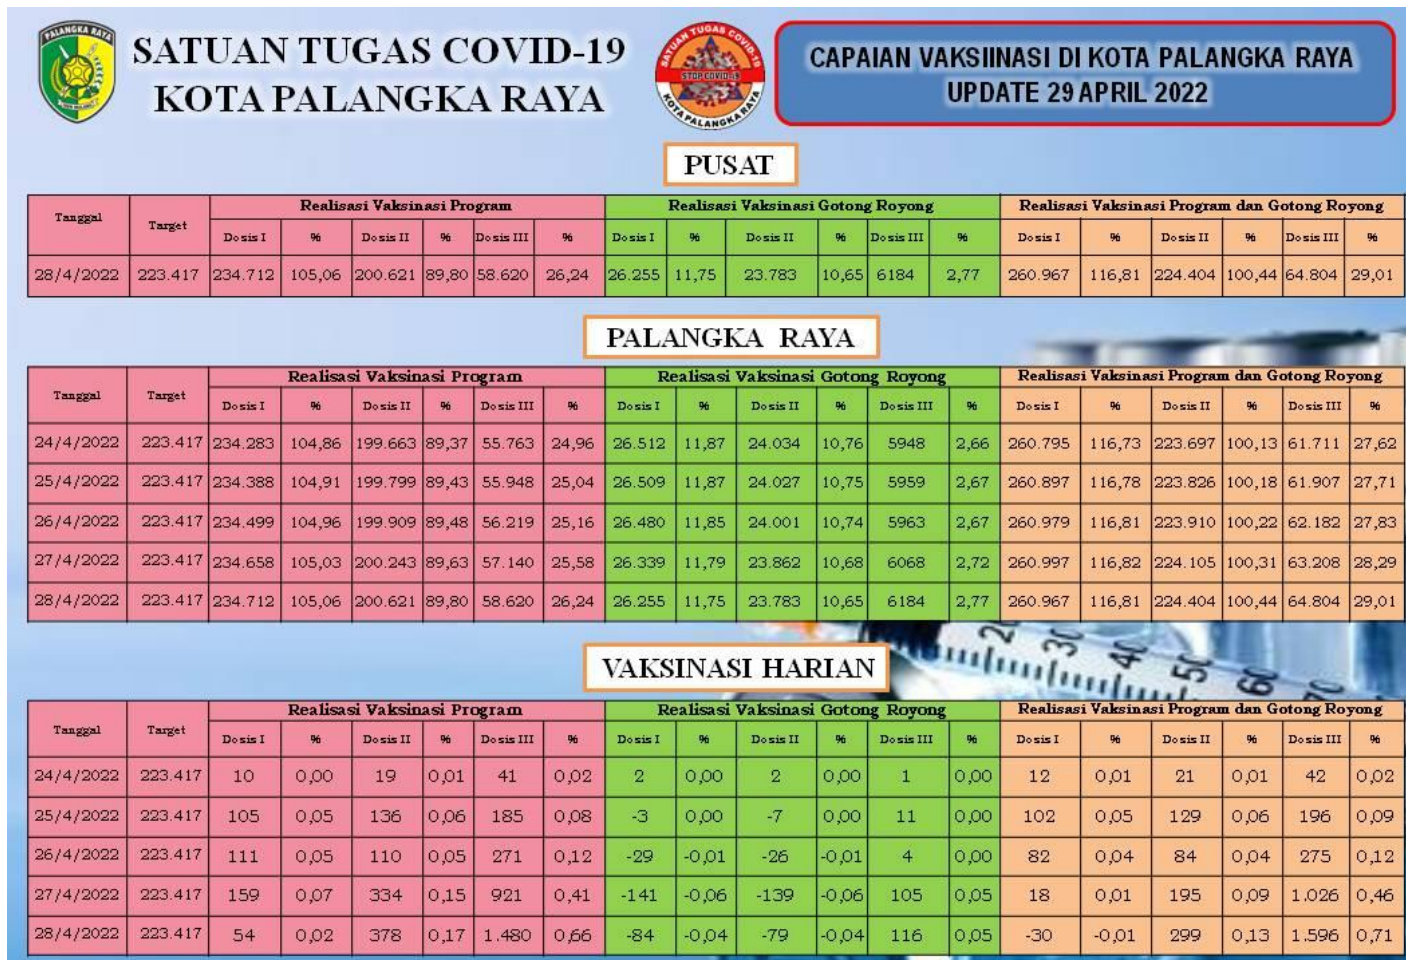 PALANGKA RAYA
SATUAN TUGAS COVID-19
KOTA PALANGKA RAYA
SATUAN TUGAS COVID-19
STOP COVID-19
KOTA PALANGKA RAYA
CAPAIAN VAKSIINASI DI KOTA PALANGKA RAYA
UPDATE 29 APRIL 2022
PUSAT
Tanggal Target Realisasi Vaksinasi Program Realisasi Vaksinasi Gotong Royong Realisasi Vaksinasi Program dan Gotong Royong
Dosis I % Dosis II % Dosis III % Dosis I % Dosis II % Dosis III % Dosis I % Dosis II % Dosis III %
28/4/2022 223.417 234.712 105,06 200.621 89,80 58.620 26,24 26.255 11,75 23.783 10,65 6184 2,77 260.967 116,81 224.404 100,44 64.804 29,01
PALANGKA RAYA
Tanggal Target Realisasi Vaksinasi Program Realisasi Vaksinasi Gotong Royong Realisasi Vaksinasi Program dan Gotong Royong
Dosis I % Dosis II % Dosis III % Dosis I % Dosis II % Dosis III % Dosis I % Dosis II % Dosis III %
24/4/2022 223.417 234.283 104,86 199.663 89,37 55.763 24,96 26.512 11,87 24.034 10,76 5948 2,66 260.795 116,73 223.697 100,13 61.711 27,62
25/4/2022 223.417 234.388 104,91 199.799 89,43 55.948 25,04 26.509 11,87 24.027 10,75 5959 2,67 260.897 116,78 223.826 100,18 61.907 27,71
26/4/2022 223.417 234.499 104,96 199.909 89,48 56.219 25,16 26.480 11,85 24.001 10,74 5963 2,67 260.979 116,81 223.910 100,22 62.182 27,83
27/4/2022 223.417 234.658 105,03 200.243 89,63 57.140 25,58 26.339 11,79 23.862 10,68 6068 2,72 260.997 116,82 224.105 100,31 63.208 28,29
28/4/2022 223.417 234.712 105,06 200.621 89,80 58.620 26,24 26.255 11,75 23.783 10,65 6184 2,77 260.967 116,81 224.404 100,44 64.804 29,01
20 30 40 50 60 70
VAKSINASI HARIAN
Tanggal Target Realisasi Vaksinasi Program Realisasi Vaksinasi Gotong Royong Realisasi Vaksinasi Program dan Gotong Royong
Dosis I % Dosis II % Dosis III % Dosis I % Dosis II % Dosis III % Dosis I % Dosis II % Dosis III %
24/4/2022 223.417 10 0,00 19 0,01 41 0,02 2 0,00 2 0,00 1 0,00 12 0,01 21 0,01 42 0,02
25/4/2022 223.417 105 0,05 136 0,06 185 0,08 -3 0,00 -7 0,00 11 0,00 102 0,05 129 0,06 196 0,09
26/4/2022 223.417 111 0,05 110 0,05 271 0,12 -29 -0,01 -26 -0,01 4 0,00 82 0,04 84 0,04 275 0,12
27/4/2022 223.417 159 0,07 334 0,15 921 0,41 -141 -0,06 -139 -0,06 105 0,05 18 0,01 195 0,09 1.026 0,46
28/4/2022 223.417 54 0,02 378 0,17 1.480 0,66 -84 -0,04 -79 -0,04 116 0,05 -30 -0,01 299 0,13 1.596 0,71